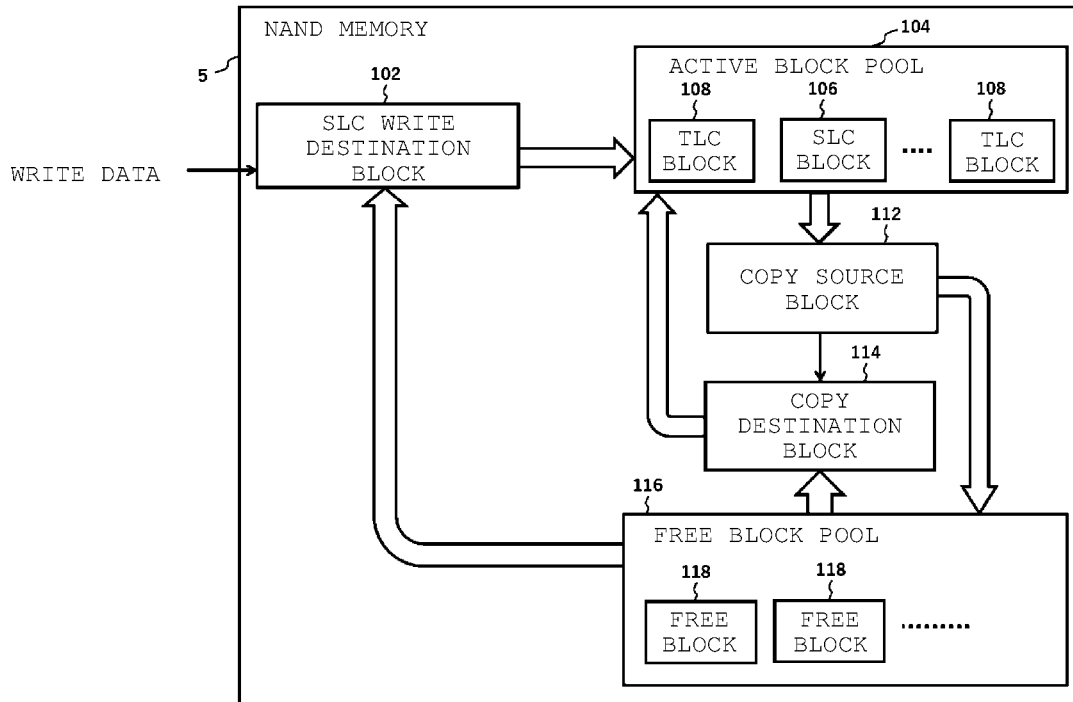 NAND MEMORY
5
104
ACTIVE BLOCK POOL
102
108
106
108
SLC WRITE
DESTINATION
BLOCK
TLC
BLOCK
SLC
BLOCK
....
TLC
BLOCK
WRITE DATA
112
COPY SOURCE
BLOCK
114
COPY
DESTINATION
BLOCK
116
FREE BLOCK POOL
118
118
FREE
BLOCK
FREE
BLOCK
..........